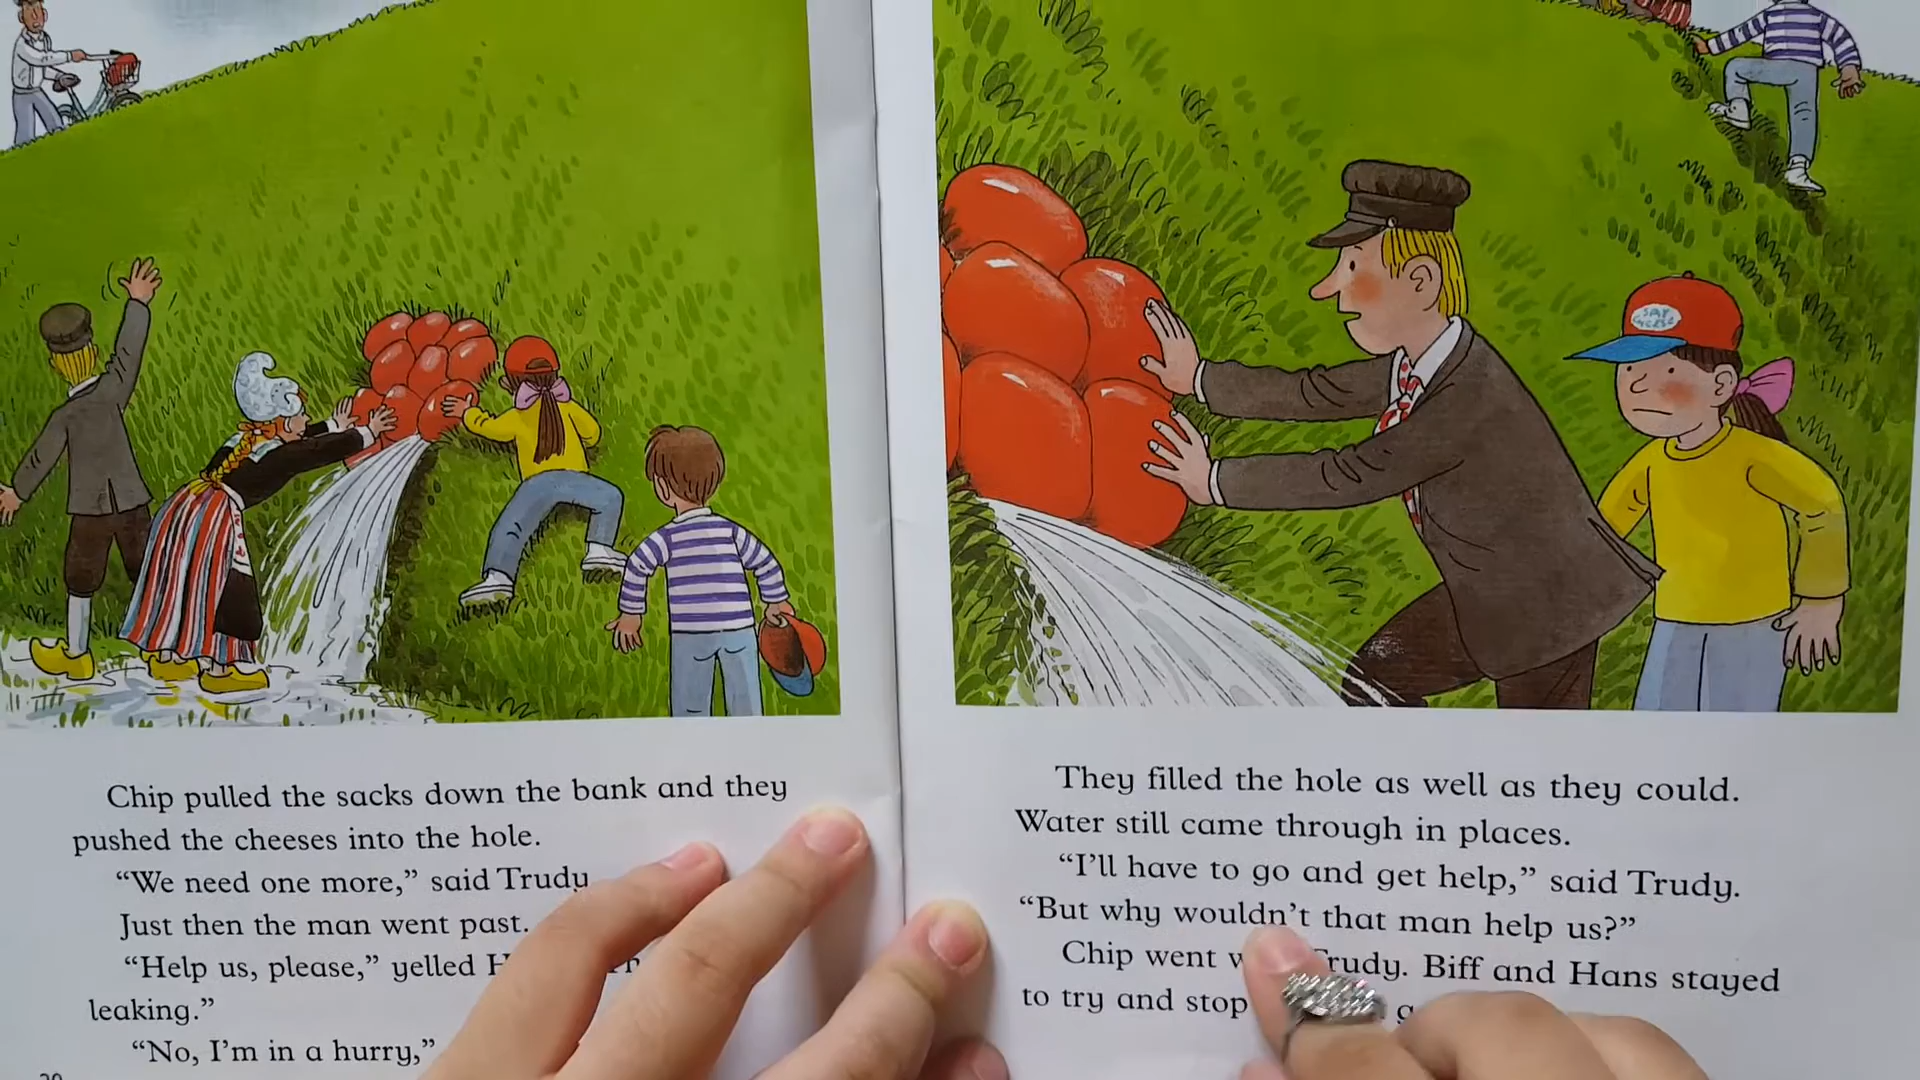 Chip pulled the sacks down the bank and they
pushed the cheeses into the hole.
“We need one more,” said Trudy
Just then the man went past.
“Help us, please,” yelled
leaking.”
“No, I’m in a hurry,”
They filled the hole as well as they could.
Water still came through in places.
“I’ll have to go and get help,” said Trudy.
“But why wouldn’t that man help us?”
Chip went Trudy. Biff and Hans stayed
to try and stop